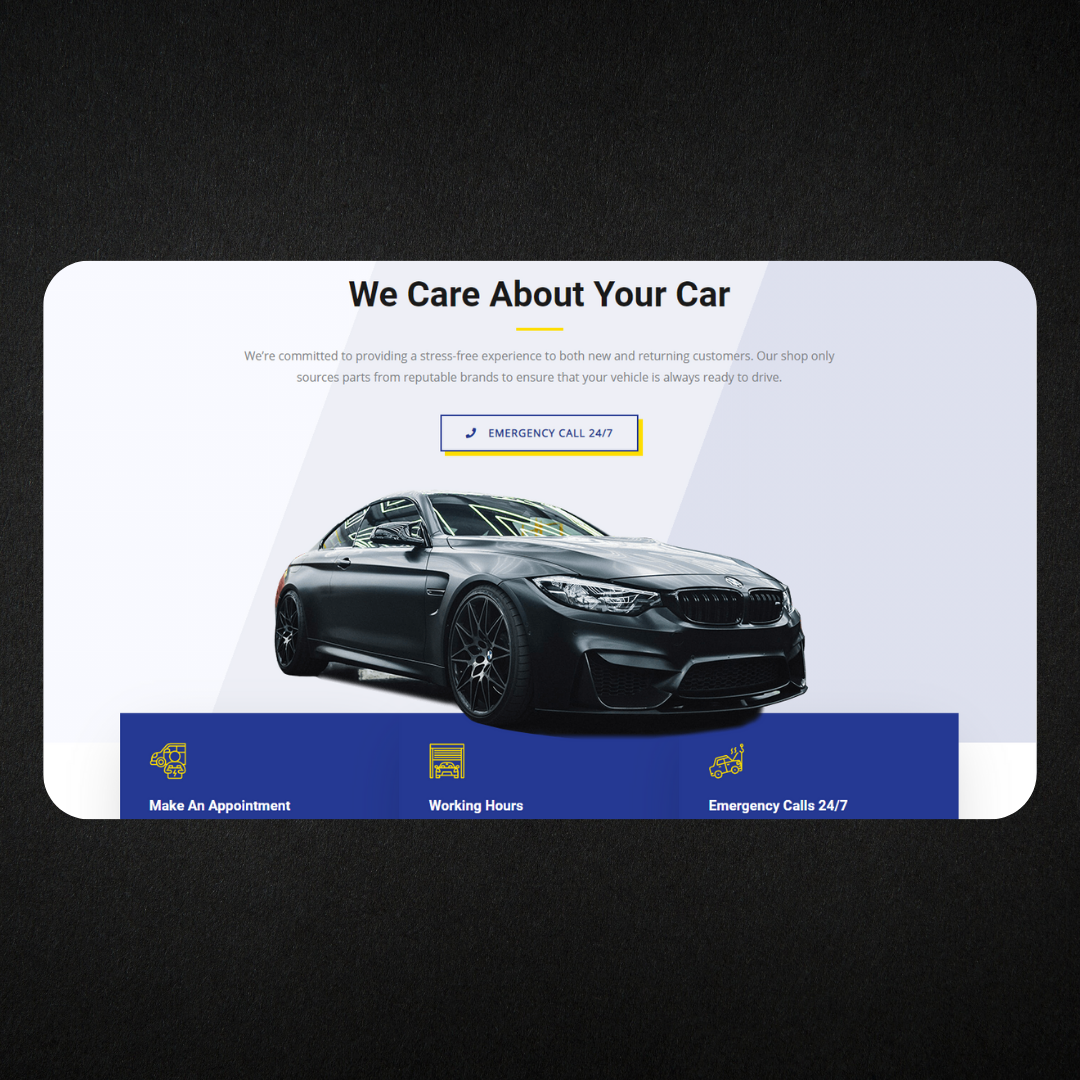 We Care About Your Car
We’re committed to providing a stress-free experience to both new and returning customers. Our shop only
sources parts from reputable brands to ensure that your vehicle is always ready to drive.
EMERGENCY CALL 24/7
Make An Appointment
Working Hours
Emergency Calls 24/7